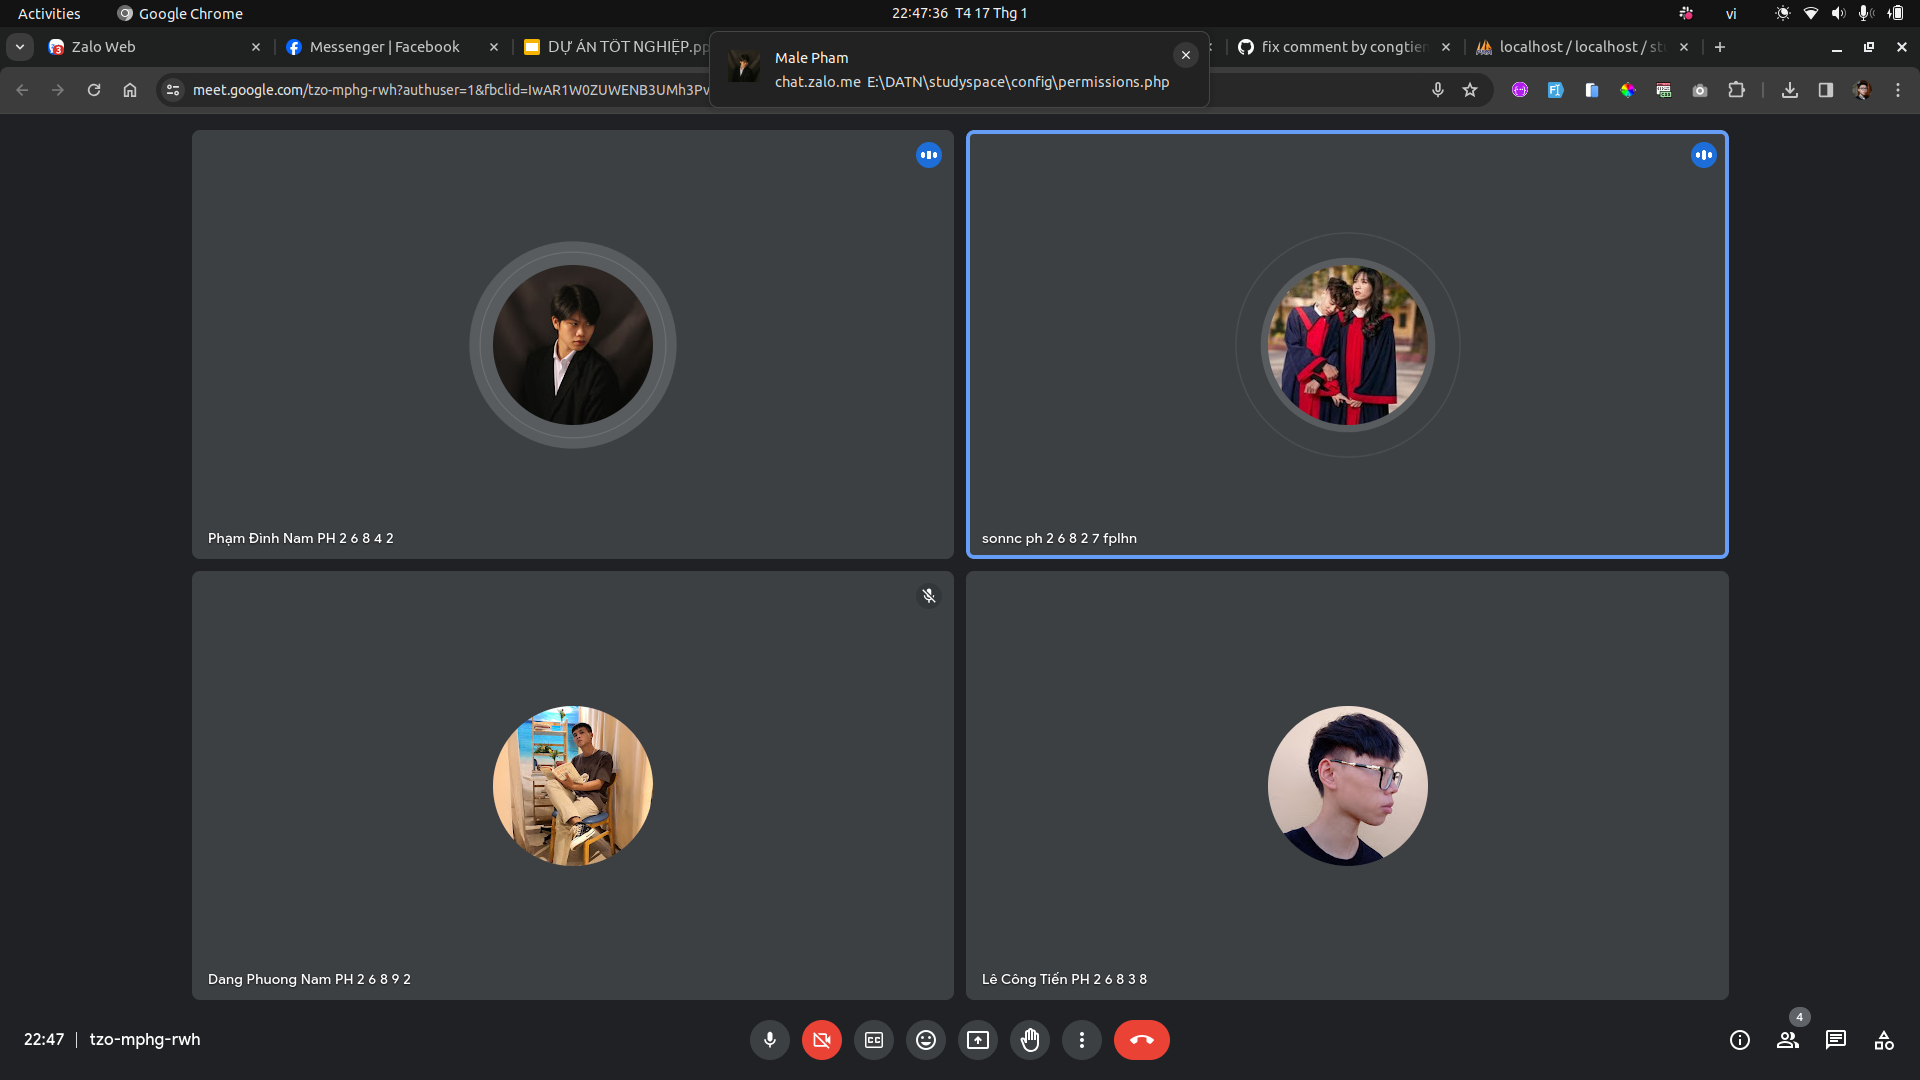 Activities
Google Chrome
22:47:36 T4 17 Thg 1
vi
Zalo Web
Messenger | Facebook
DỰ ÁN TỐT NGHIỆP.pp
fix comment by congtien
localhost / localhost / st
Male Pham
chat.zalo.me E:\DATN\studyspace\config\permissions.php
meet.google.com/tzo-mphg-rwh?authuser=1&fbclid=IwAR1W0ZUWENB3UMh3Pv
Phạm Đình Nam PH 2 6 8 4 2
sonnc ph 2 6 8 2 7 fplhn
Dang Phuong Nam PH 2 6 8 9 2
Lê Công Tiến PH 2 6 8 3 8
22:47
tzo-mphg-rwh
4